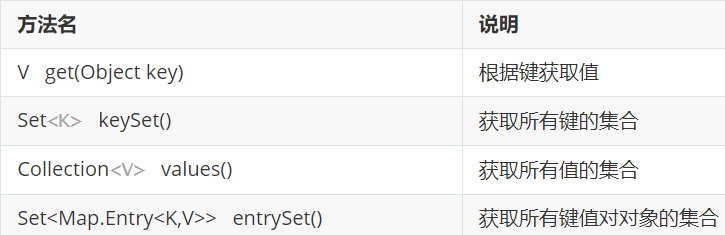 方法名 说明
V get(Object key) 根据键获取值
Set<K> keySet() 获取所有键的集合
Collection<V> values() 获取所有值的集合
Set<Map.Entry<K,V>> entrySet() 获取所有键值对对象的集合